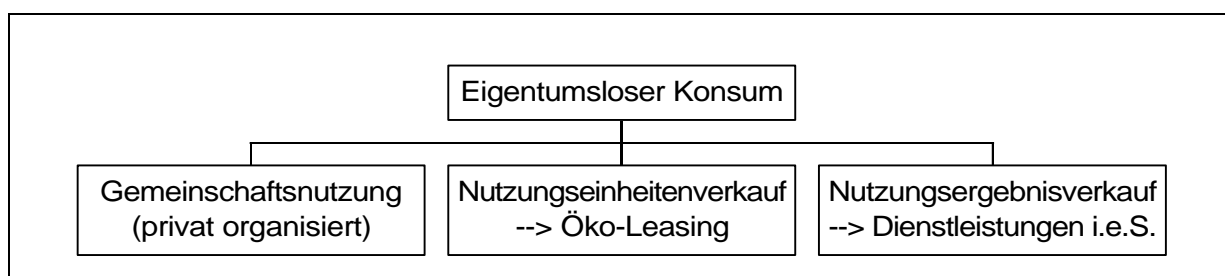 Eigentumsloser Konsum
Gemeinschaftsnutzung
(privat organisiert)
Nutzungseinheitenverkauf
--> Öko-Leasing
Nutzungsergebnisverkauf
--> Dienstleistungen i.e.S.